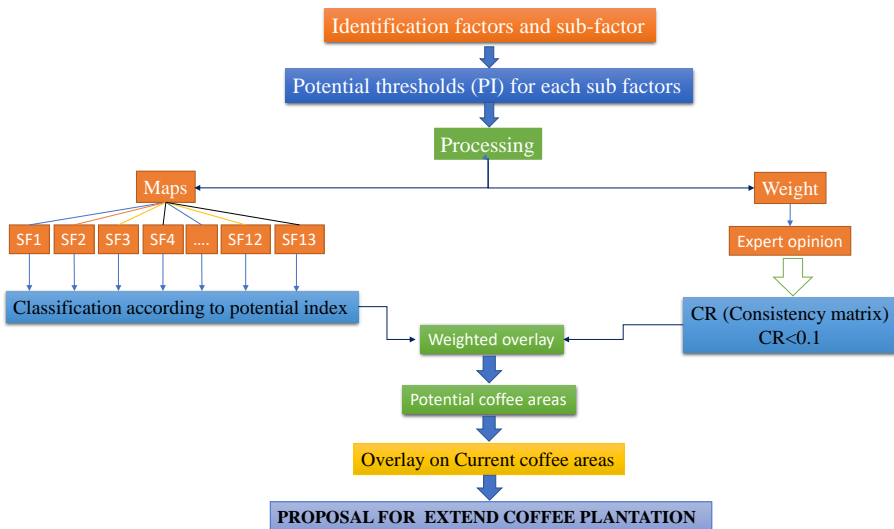 Identification factors and sub-factor
Potential thresholds (PI) for each sub factors
Processing
Maps
Weight
SF1
SF2
SF3
SF4
....
SF12
SF13
Expert opinion
Classification according to potential index
CR (Consistency matrix)
CR<0.1
Weighted overlay
Potential coffee areas
Overlay on Current coffee areas
PROPOSAL FOR EXTEND COFFEE PLANTATION